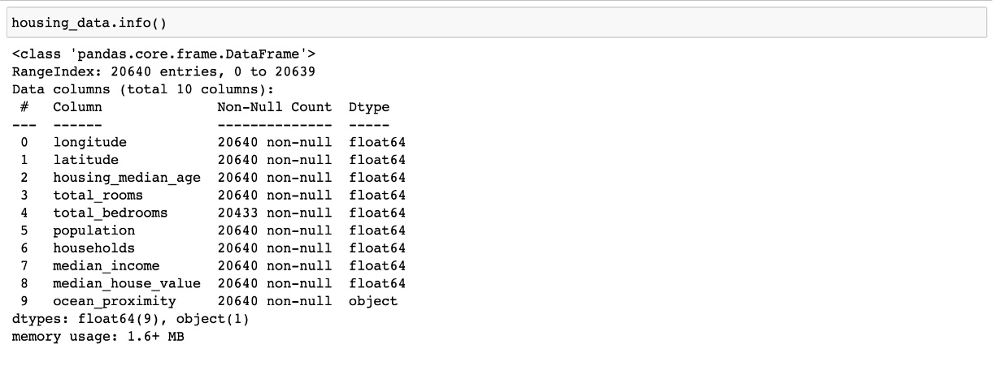 housing_data.info()
<class 'pandas.core.frame.DataFrame'>
RangeIndex: 20640 entries, 0 to 20639
Data columns (total 10 columns):
 #   Column              Non-Null Count  Dtype
---  ------              --------------  -----
 0   longitude           20640 non-null  float64
 1   latitude            20640 non-null  float64
 2   housing_median_age  20640 non-null  float64
 3   total_rooms         20640 non-null  float64
 4   total_bedrooms      20433 non-null  float64
 5   population          20640 non-null  float64
 6   households          20640 non-null  float64
 7   median_income       20640 non-null  float64
 8   median_house_value  20640 non-null  float64
 9   ocean_proximity     20640 non-null  object
dtypes: float64(9), object(1)
memory usage: 1.6+ MB